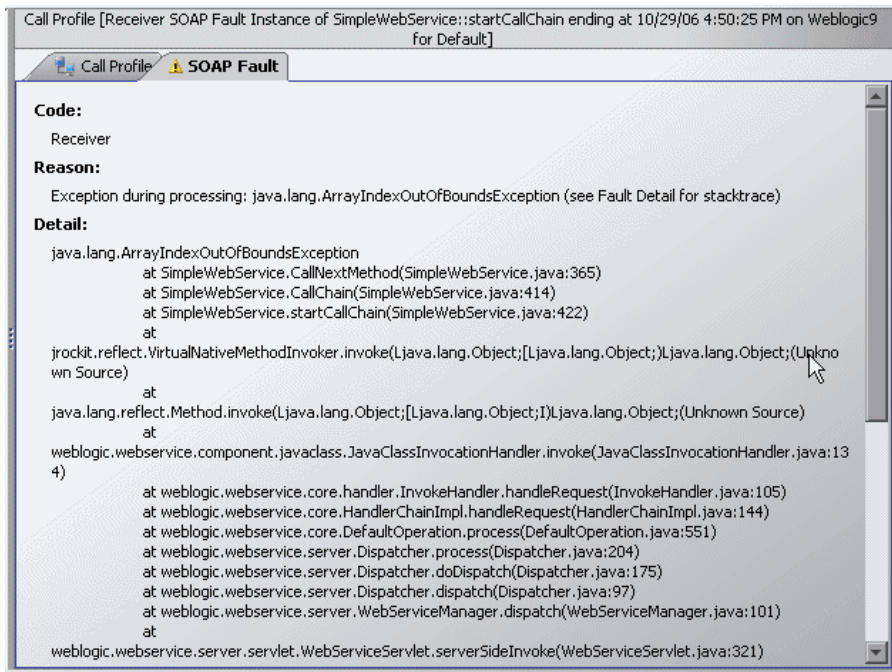 Call Profile [Receiver SOAP Fault Instance of SimpleWebService::startCallChain ending at 10/29/06 4:50:25 PM on Weblogic9
for Default]
Call Profile
SOAP Fault
Code:
Receiver
Reason:
Exception during processing: java.lang.ArrayIndexOutOfBoundsException (see Fault Detail for stacktrace)
Detail:
java.lang.ArrayIndexOutOfBoundsException
at SimpleWebService.CallNextMethod(SimpleWebService.java:365)
at SimpleWebService.CallChain(SimpleWebService.java:414)
at SimpleWebService.startCallChain(SimpleWebService.java:422)
at
jrockit.reflect.VirtualNativeMethodInvoker.invoke(Ljava.lang.Object;[Ljava.lang.Object;)Ljava.lang.Object;(Unkno
wn Source)
at
java.lang.reflect.Method.invoke(Ljava.lang.Object;[Ljava.lang.Object;I)Ljava.lang.Object;(Unknown Source)
at
weblogic.webservice.component.javaclass.JavaClassInvocationHandler.invoke(JavaClassInvocationHandler.java:13
4)
at weblogic.webservice.core.handler.InvokeHandler.handleRequest(InvokeHandler.java:105)
at weblogic.webservice.core.HandlerChainImpl.handleRequest(HandlerChainImpl.java:144)
at weblogic.webservice.core.DefaultOperation.process(DefaultOperation.java:551)
at weblogic.webservice.server.Dispatcher.process(Dispatcher.java:204)
at weblogic.webservice.server.Dispatcher.doDispatch(Dispatcher.java:175)
at weblogic.webservice.server.Dispatcher.dispatch(Dispatcher.java:97)
at weblogic.webservice.server.WebServiceManager.dispatch(WebServiceManager.java:101)
at
weblogic.webservice.server.servlet.WebServiceServlet.serverSideInvoke(WebServiceServlet.java:321)